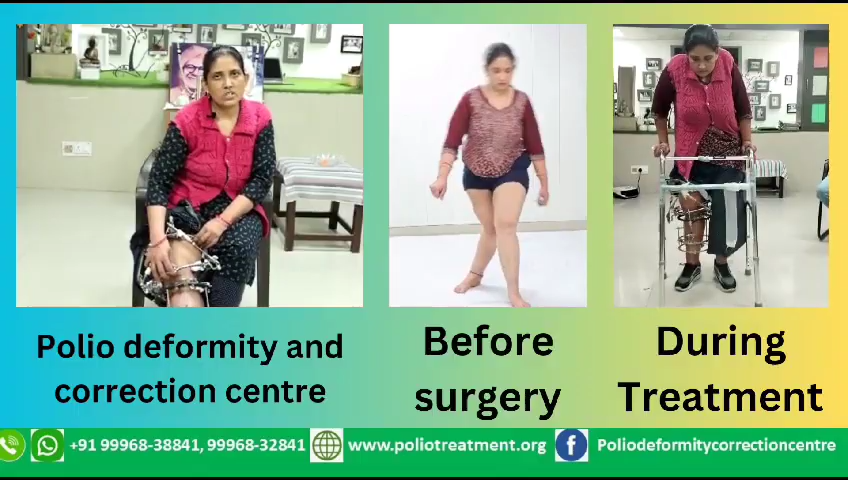 Polio deformity and
correction centre
Before
surgery
During
Treatment
+91 99968-38841, 99968-32841
www.poliotreatment.org
Poliodeformitycorrectioncentre